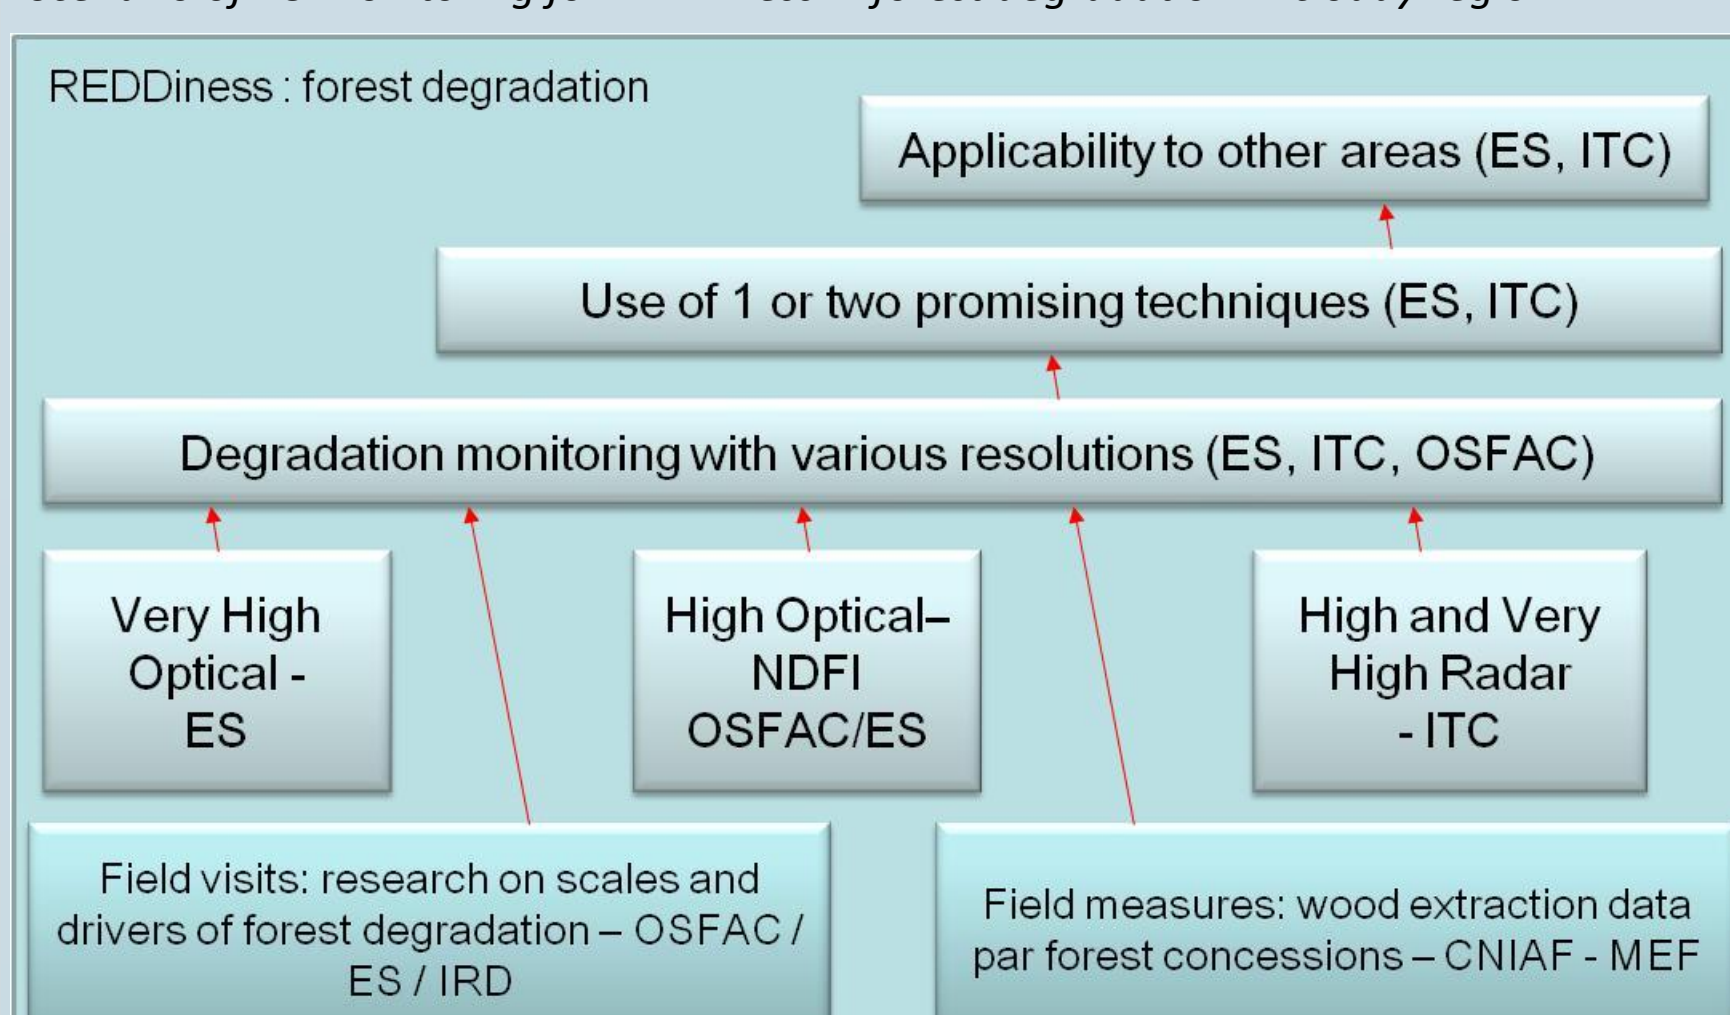 REDDiness : forest degradation
Applicability to other areas (ES, ITC)
Use of 1 or two promising techniques (ES, ITC)
Degradation monitoring with various resolutions (ES, ITC, OSFAC)
Very High
Optical -
ES
High Optical–
NDFI
OSFAC/ES
High and Very
High Radar
- ITC
Field visits: research on scales and
drivers of forest degradation – OSFAC /
ES / IRD
Field measures: wood extraction data
par forest concessions – CNIAF - MEF